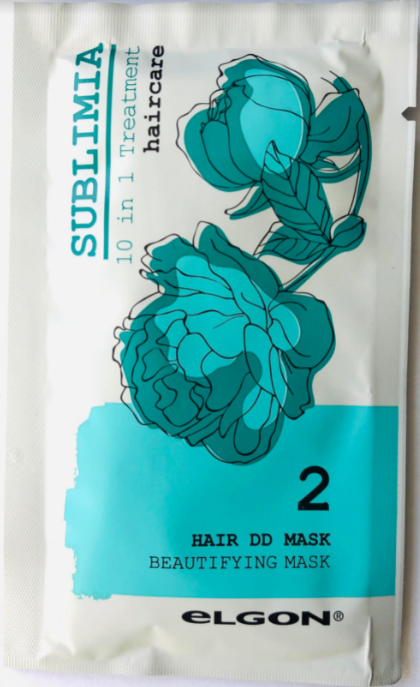 SUBLIMIA
10 in 1 Treatment
haircare
2
HAIR DD MASK
BEAUTIFYING MASK
eLGON®